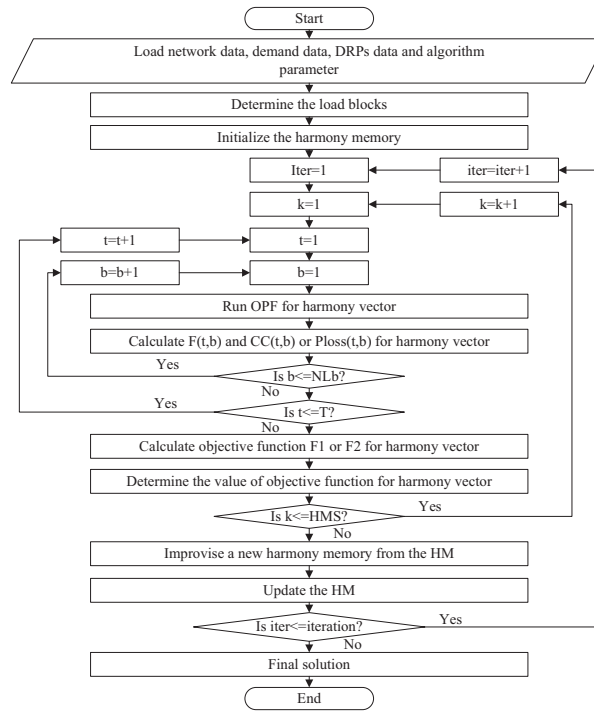 Start
Load network data, demand data, DRPs data and algorithm
parameter
Determine the load blocks
Initialize the harmony memory
Iter=1
iter=iter+1
k=1
k=k+1
t=t+1
t=1
b=b+1
b=1
Run OPF for harmony vector
Calculate F(t,b) and CC(t,b) or Ploss(t,b) for harmony vector
Yes
Is b<=NLb?
No
Yes
Is t<=T?
No
Calculate objective function F1 or F2 for harmony vector
Determine the value of objective function for harmony vector
Is k<=HMS?
Yes
No
Improvise a new harmony memory from the HM
Update the HM
Is iter<=iteration?
Yes
No
Final solution
End